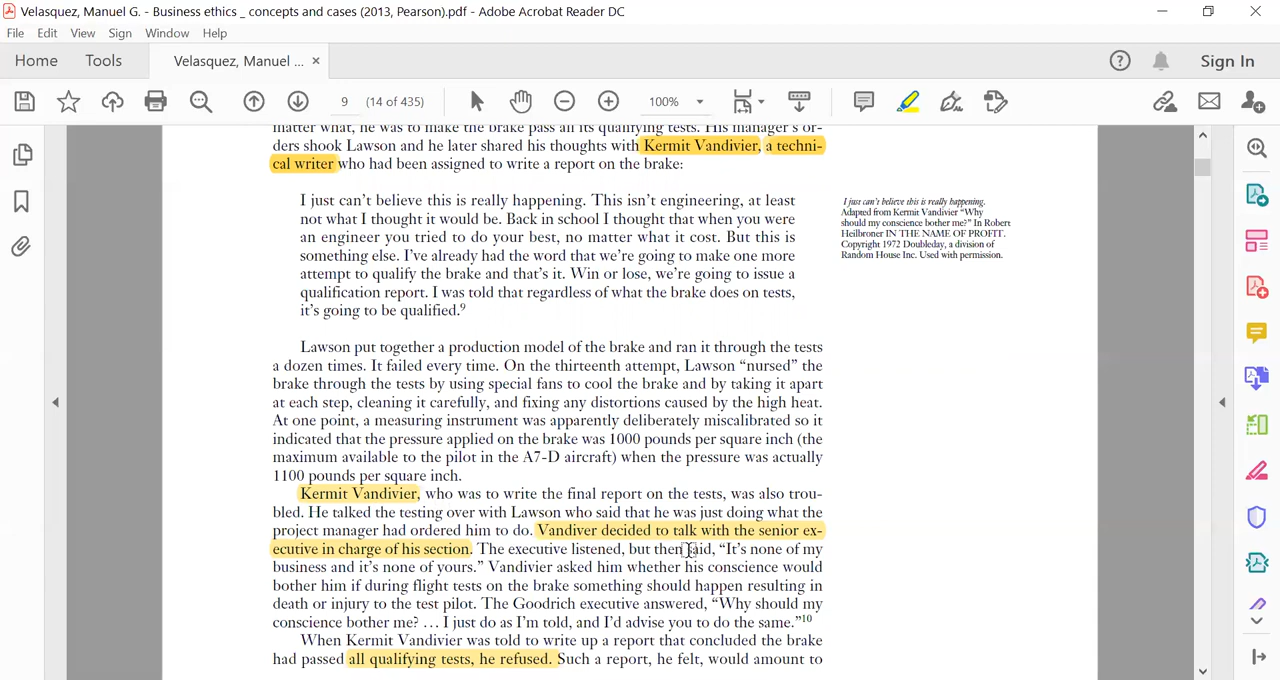 Velasquez, Manuel G. - Business ethics _ concepts and cases (2013, Pearson).pdf - Adobe Acrobat Reader DC
File Edit View Sign Window Help
Home Tools Velasquez, Manuel ... × Sign In
9 (14 of 435) 100%
matter what, he was to make the brake pass all its qualifying tests. His manager's or-
ders shook Lawson and he later shared his thoughts with Kermit Vandivier, a techni-
cal writer who had been assigned to write a report on the brake:
I just can't believe this is really happening. This isn't engineering, at least
not what I thought it would be. Back in school I thought that when you were
an engineer you tried to do your best, no matter what it cost. But this is
something else. I've already had the word that we're going to make one more
attempt to qualify the brake and that's it. Win or lose, we're going to issue a
qualification report. I was told that regardless of what the brake does on tests,
it's going to be qualified.9
I just can't believe this is really happening.
Adapted from Kermit Vandivier "Why
should my conscience bother me?" In Robert
Heilbroner IN THE NAME OF PROFIT.
Copyright 1972 Doubleday, a division of
Random House Inc. Used with permission.
Lawson put together a production model of the brake and ran it through the tests
a dozen times. It failed every time. On the thirteenth attempt, Lawson "nursed" the
brake through the tests by using special fans to cool the brake and by taking it apart
at each step, cleaning it carefully, and fixing any distortions caused by the high heat.
At one point, a measuring instrument was apparently deliberately miscalibrated so it
indicated that the pressure applied on the brake was 1000 pounds per square inch (the
maximum available to the pilot in the A7-D aircraft) when the pressure was actually
1100 pounds per square inch.
Kermit Vandivier, who was to write the final report on the tests, was also trou-
bled. He talked the testing over with Lawson who said that he was just doing what the
project manager had ordered him to do. Vandiver decided to talk with the senior ex-
ecutive in charge of his section. The executive listened, but then said, "It's none of my
business and it's none of yours." Vandivier asked him whether his conscience would
bother him if during flight tests on the brake something should happen resulting in
death or injury to the test pilot. The Goodrich executive answered, "Why should my
conscience bother me? … I just do as I'm told, and I'd advise you to do the same."10
When Kermit Vandivier was told to write up a report that concluded the brake
had passed all qualifying tests, he refused. Such a report, he felt, would amount to